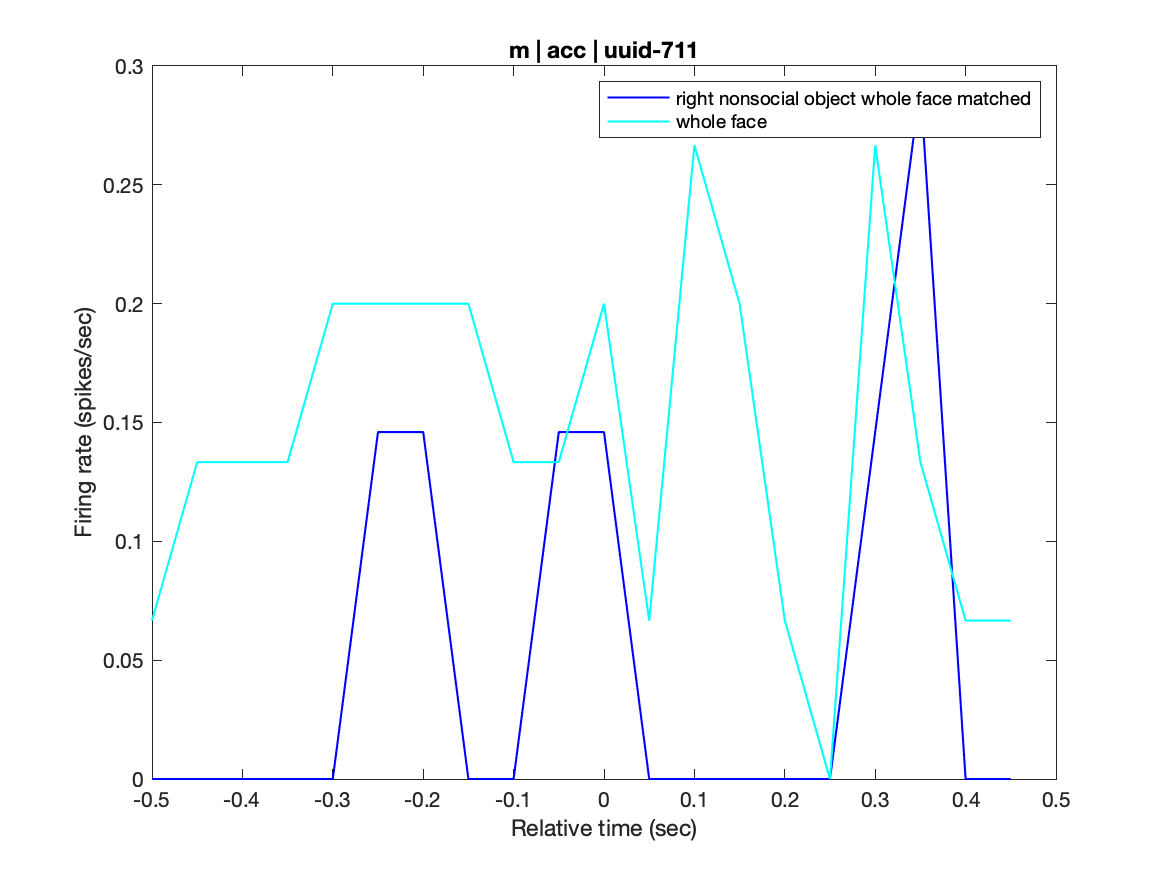 m | acc | uuid-711
right nonsocial object whole face matched
whole face
0.3
0.25
0.2
0.15
0.1
0.05
0
Firing rate (spikes/sec)
-0.5 -0.4 -0.3 -0.2 -0.1 0 0.1 0.2 0.3 0.4 0.5
Relative time (sec)